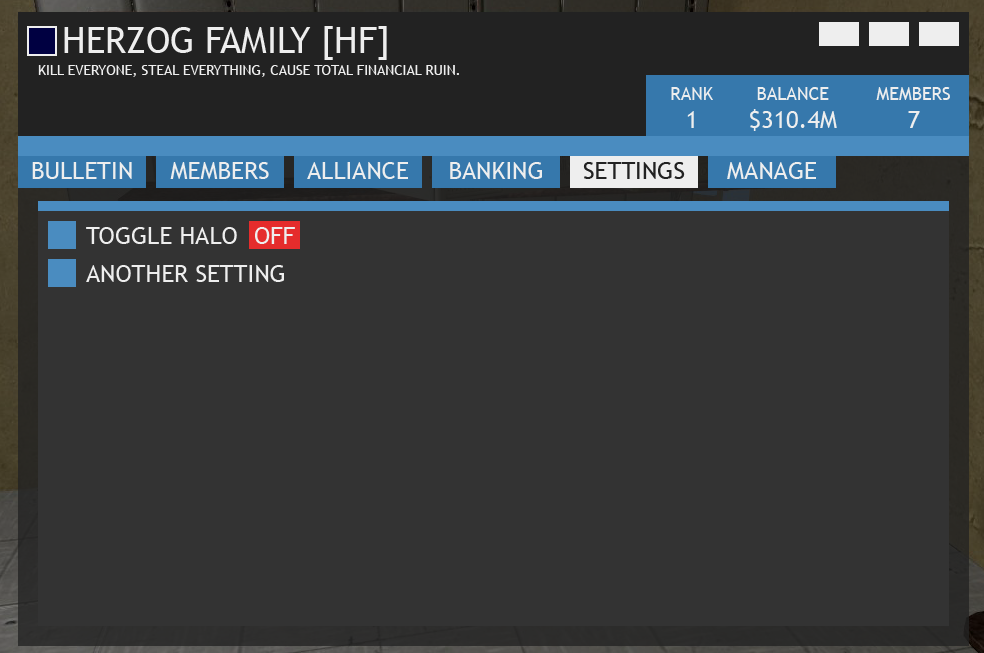 HERZOG FAMILY [HF]
KILL EVERYONE, STEAL EVERYTHING, CAUSE TOTAL FINANCIAL RUIN.
RANK BALANCE MEMBERS
1 $310.4M 7
BULLETIN MEMBERS ALLIANCE BANKING SETTINGS MANAGE
TOGGLE HALO OFF
ANOTHER SETTING